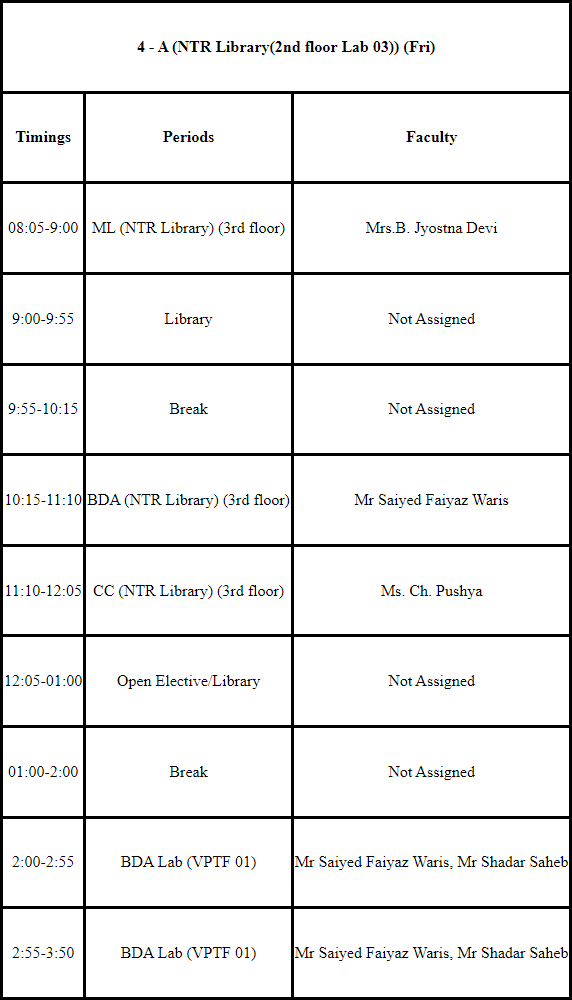 4 - A (NTR Library(2nd floor Lab 03)) (Fri)
Timings Periods Faculty
08:05-9:00 ML (NTR Library) (3rd floor) Mrs.B. Jyostna Devi
9:00-9:55 Library Not Assigned
9:55-10:15 Break Not Assigned
10:15-11:10 BDA (NTR Library) (3rd floor) Mr Saiyed Faiyaz Waris
11:10-12:05 CC (NTR Library) (3rd floor) Ms. Ch. Pushya
12:05-01:00 Open Elective/Library Not Assigned
01:00-2:00 Break Not Assigned
2:00-2:55 BDA Lab (VPTF 01) Mr Saiyed Faiyaz Waris, Mr Shadar Saheb
2:55-3:50 BDA Lab (VPTF 01) Mr Saiyed Faiyaz Waris, Mr Shadar Saheb